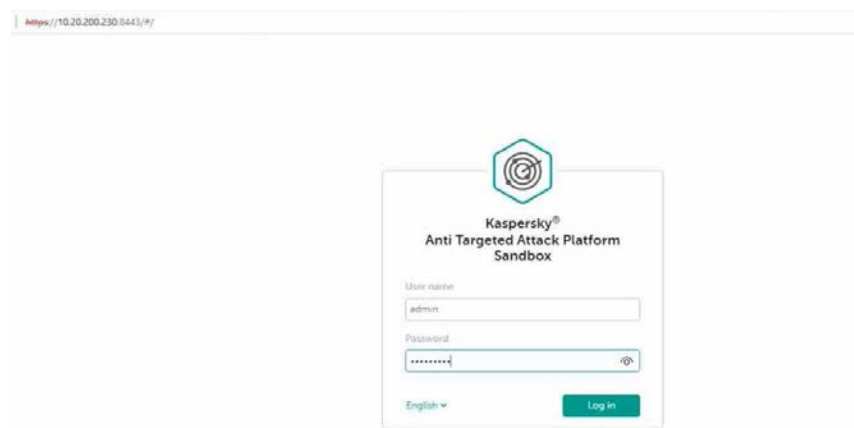 https://10.20.200.230:8443/#/
Kaspersky®
Anti Targeted Attack Platform
Sandbox
User name
admin
Password
•••••••••
English
Log in